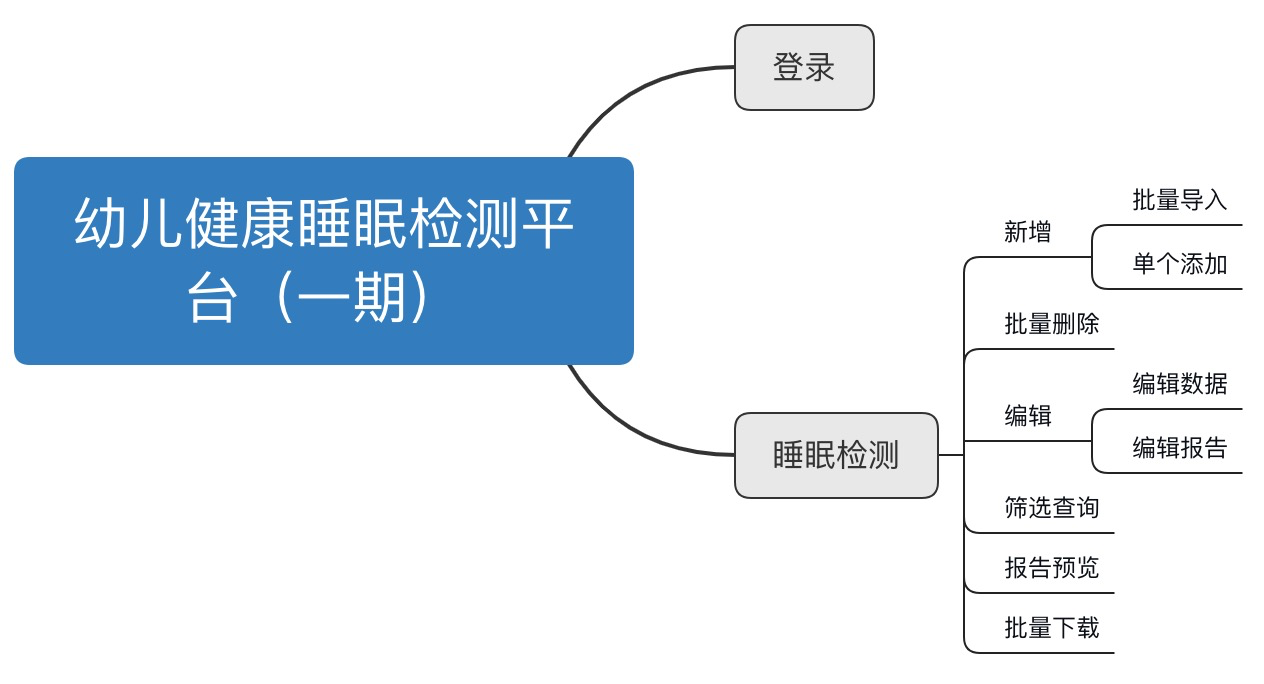 幼儿健康睡眠检测平
台（一期）
登录
睡眠检测
新增
批量导入
单个添加
批量删除
编辑
编辑数据
编辑报告
筛选查询
报告预览
批量下载